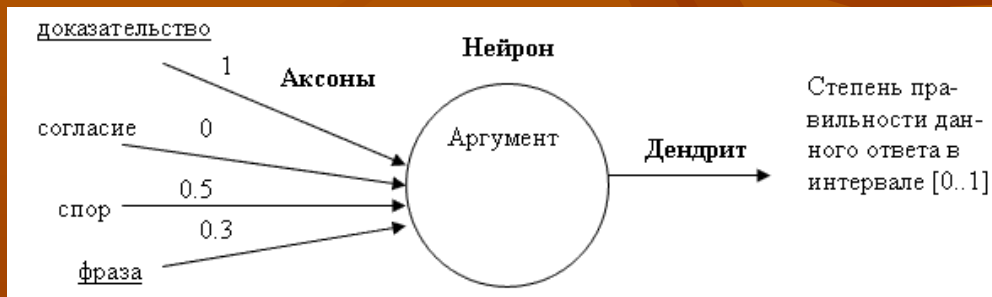 доказательство
1
Аксоны
Нейрон
согласие
0
Аргумент
Дендрит
спор
0.5
0.3
фраза
Степень пра-
вильности дан-
ного ответа в
интервале [0..1]